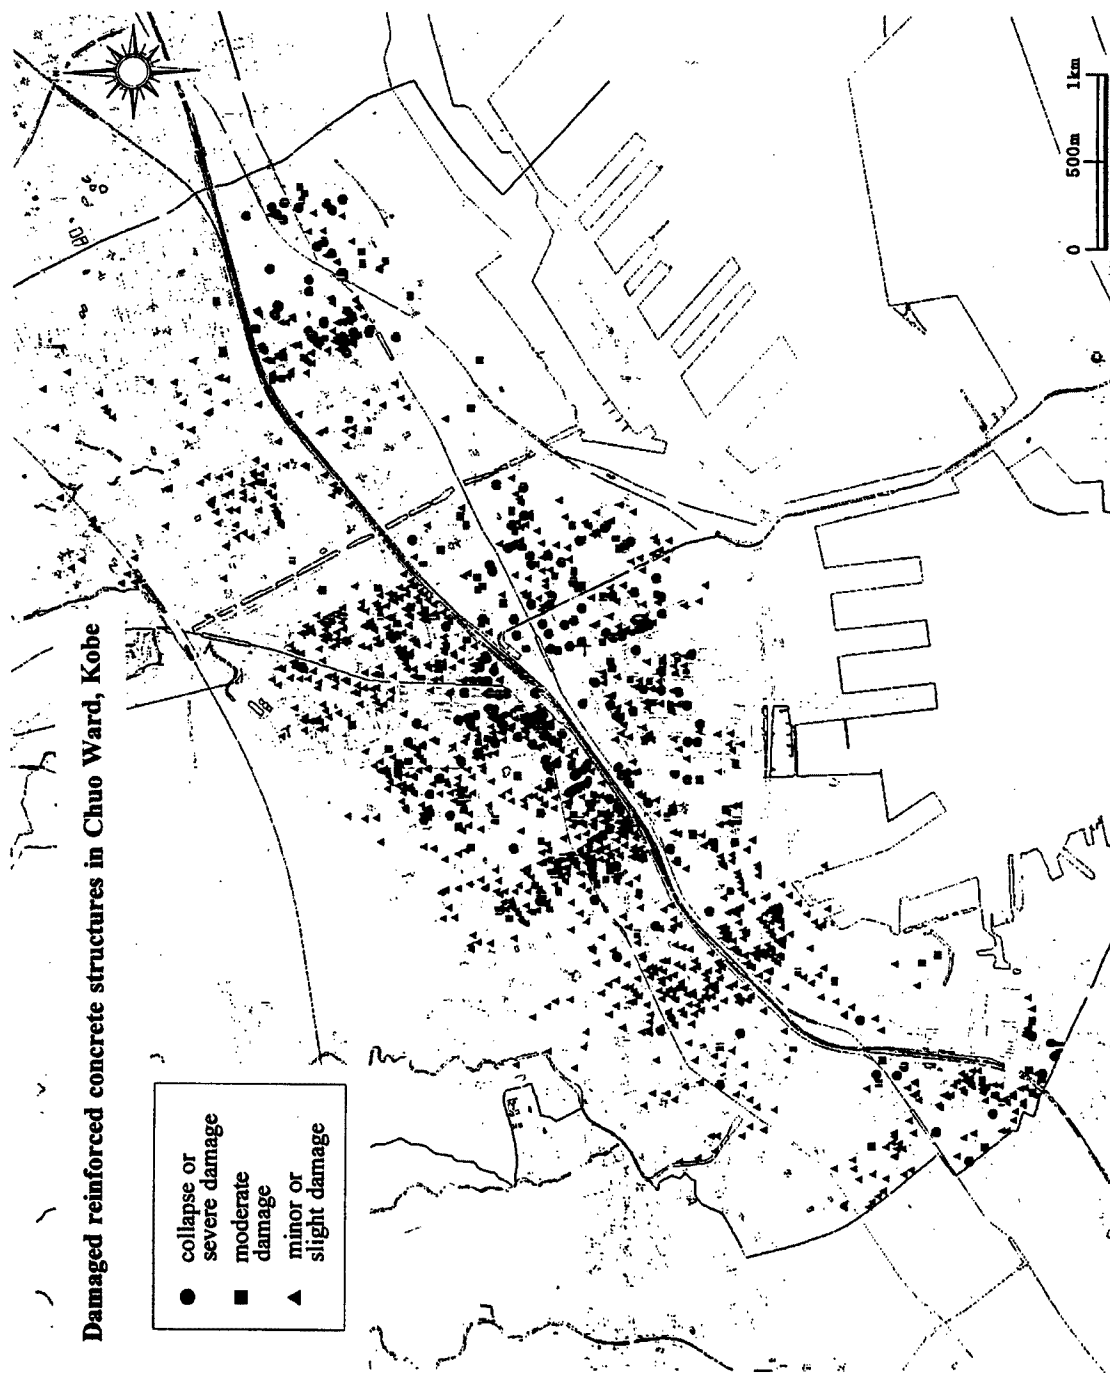 Damaged reinforced concrete structures in Chuo Ward, Kobe
● collapse or
severe damage
■ moderate
damage
▲ minor or
slight damage
0 500m 1km